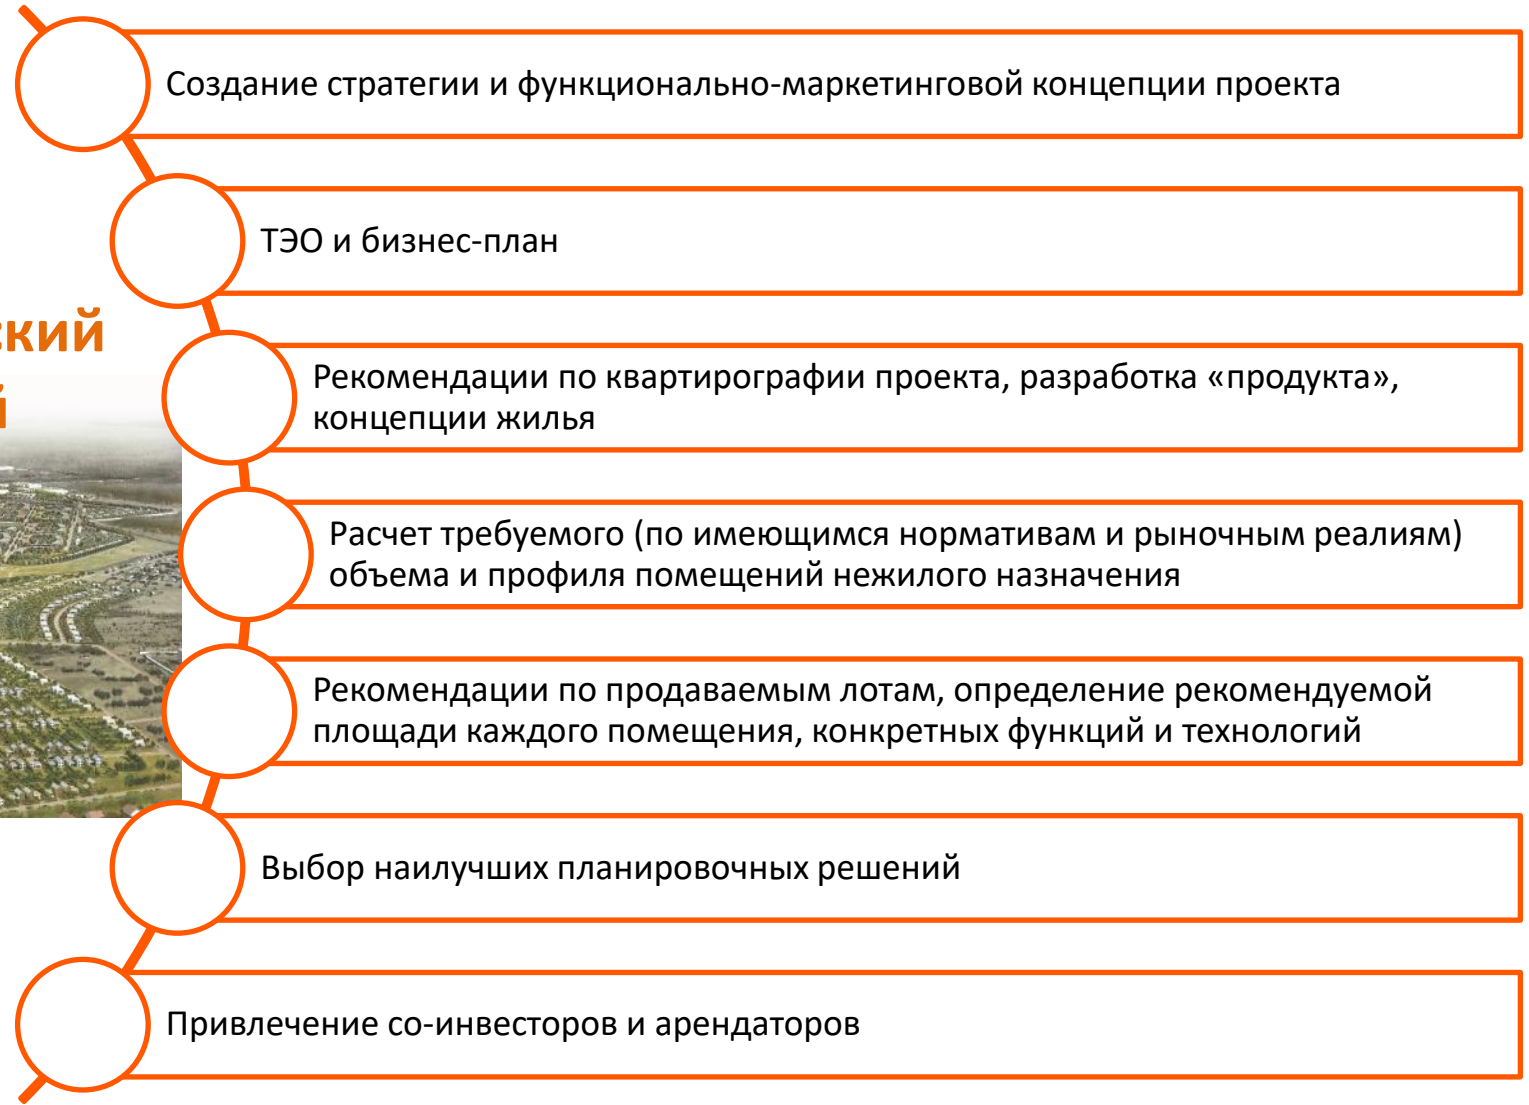 Создание стратегии и функционально-маркетинговой концепции проекта
ТЭО и бизнес-план
Рекомендации по квартирографии проекта, разработка «продукта»,
концепции жилья
Расчет требуемого (по имеющимся нормативам и рыночным реалиям)
объема и профиля помещений нежилого назначения
Рекомендации по продаваемым лотам, определение рекомендуемой
площади каждого помещения, конкретных функций и технологий
Выбор наилучших планировочных решений
Привлечение со-инвесторов и арендаторов